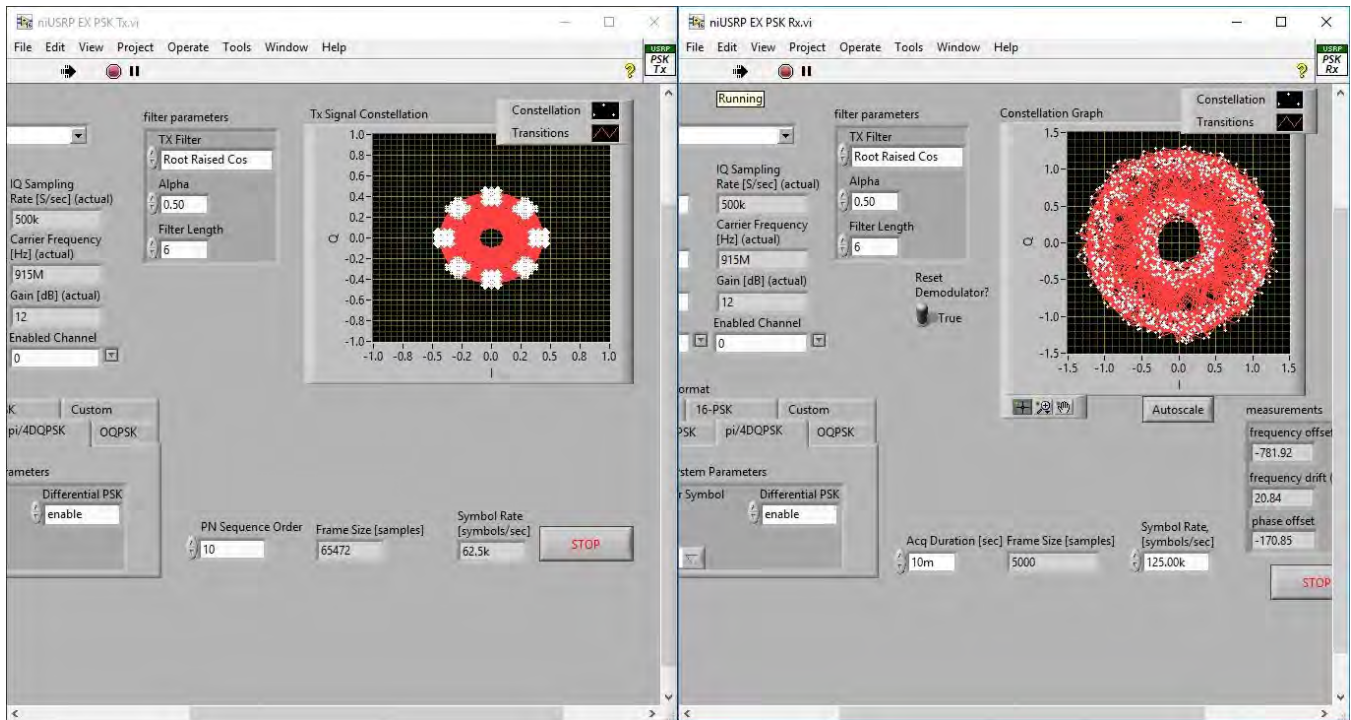 niUSRP EX PSK Tx.vi
File Edit View Project Operate Tools Window Help
USRP
PSK
Tx
filter parameters
TX Filter
Root Raised Cos
Alpha
0.50
Filter Length
6
IQ Sampling
Rate [S/sec] (actual)
500k
Carrier Frequency
[Hz] (actual)
915M
Gain [dB] (actual)
12
Enabled Channel
0
Tx Signal Constellation
Constellation
Transitions
1.0
0.8
0.6
0.4
0.2
0.0
-0.2
-0.4
-0.6
-0.8
-1.0
Q
-1.0 -0.8 -0.5 -0.2 0.0 0.2 0.5 0.8 1.0
I
Custom
pi/4DQPSK OQPSK
Differential PSK
enable
PN Sequence Order
10
Frame Size [samples]
65472
Symbol Rate
[symbols/sec]
62.5k
STOP
niUSRP EX PSK Rx.vi
File Edit View Project Operate Tools Window Help
USRP
PSK
Rx
Running
filter parameters
TX Filter
Root Raised Cos
Alpha
0.50
Filter Length
6
IQ Sampling
Rate [S/sec] (actual)
500k
Carrier Frequency
[Hz] (actual)
915M
Gain [dB] (actual)
12
Enabled Channel
0
Reset
Demodulator?
True
Constellation Graph
Constellation
Transitions
1.5
1.0
0.5
0.0
-0.5
-1.0
-1.5
Q
-1.5 -1.0 -0.5 0.0 0.5 1.0 1.5
I
Autoscale
ormat
16-PSK Custom
PSK pi/4DQPSK OQPSK
stem Parameters
r Symbol
Differential PSK
enable
Acq Duration [sec]
10m
Frame Size [samples]
5000
Symbol Rate,
[symbols/sec]
125.00k
measurements
frequency offset
-781.92
frequency drift (
20.84
phase offset
-170.85
STOP